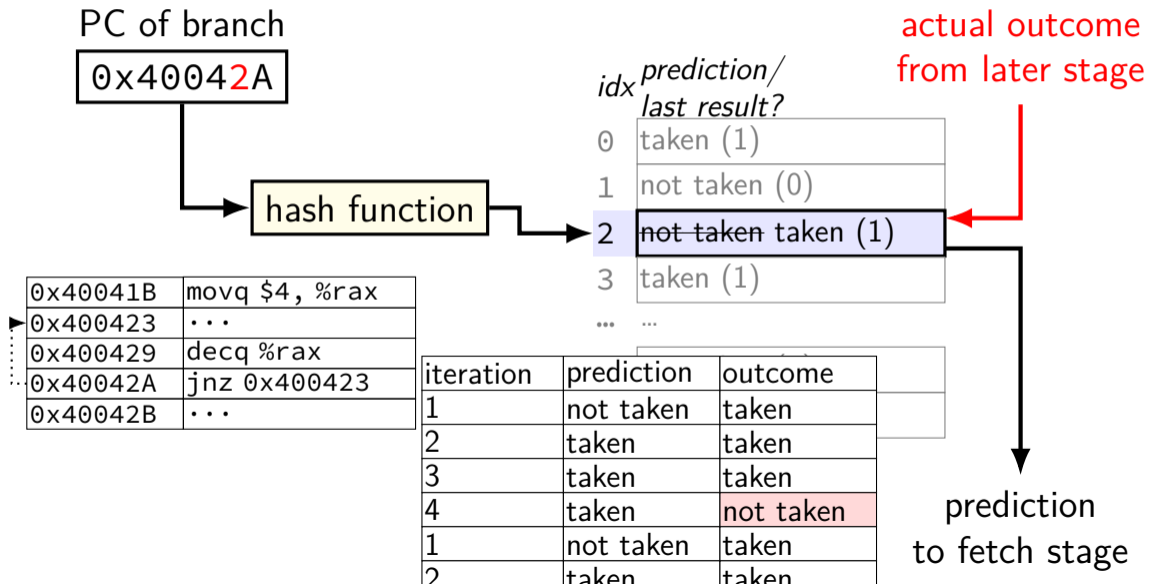 PC of branch
0x40042A
hash function
idx prediction/
last result?
0 taken (1)
1 not taken (0)
2 not taken taken (1)
3 taken (1)
... ...
actual outcome
from later stage
prediction
to fetch stage
0x40041B movq $4, %rax
0x400423 ...
0x400429 decq %rax
0x40042A jnz 0x400423
0x40042B ...
iteration prediction outcome
1 not taken taken
2 taken taken
3 taken taken
4 taken not taken
1 not taken taken
2 taken taken